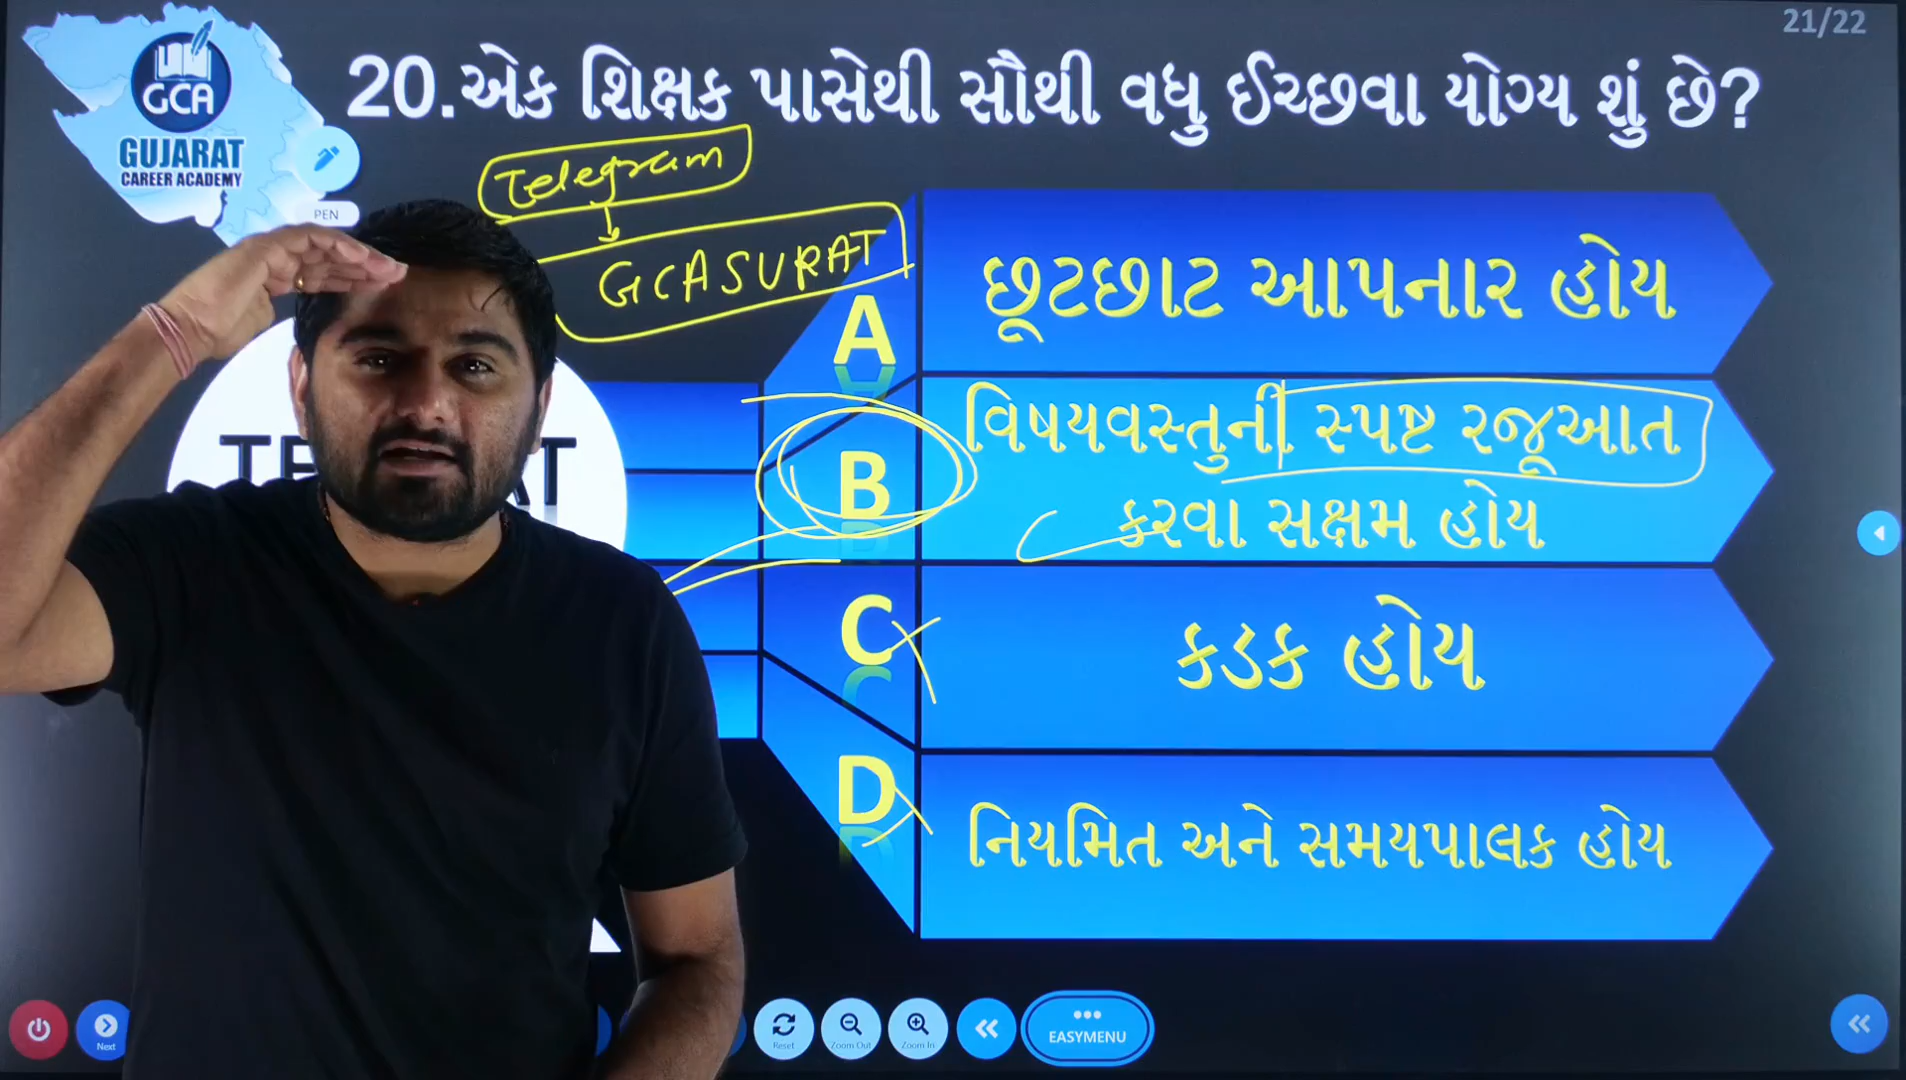 21/22
GCA
GUJARAT
CAREER ACADEMY
PEN
20.એક શિક્ષક પાસેથી સૌથી વધુ ઈચ્છવા યોગ્ય શું છે?
Telegram
GCASURAT
A
છૂટછાટ આપનાર હોય
B
વિષયવસ્તુની સ્પષ્ટ રજૂઆત
કરવા સક્ષમ હોય
C
કડક હોય
D
નિયમિત અને સમયપાલક હોય
Next
Reset
Zoom Out
Zoom In
EASYMENU